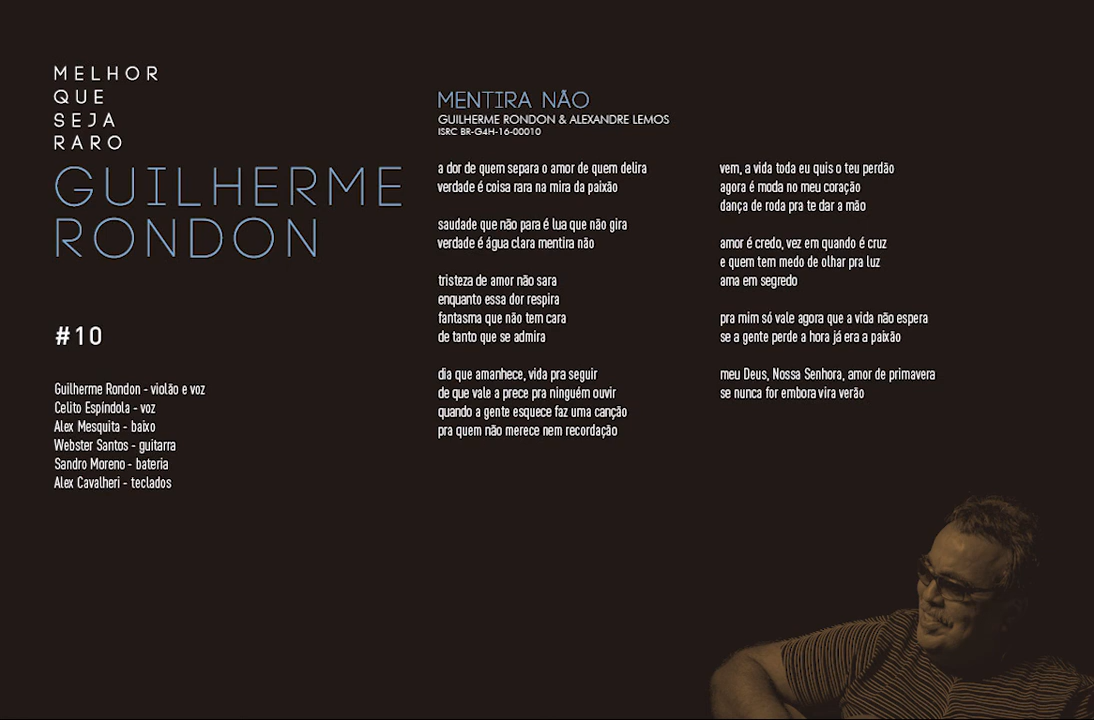 MELHOR
QUE
SEJA
RARO
GUILHERME
RONDON
#10
Guilherme Rondon - violão e voz
Celito Espíndola - voz
Alex Mesquita - baixo
Webster Santos - guitarra
Sandro Moreno - bateria
Alex Cavalheri - teclados
MENTIRA NÃO
GUILHERME RONDON & ALEXANDRE LEMOS
ISRC BR-G4H-16-00010
a dor de quem separa o amor de quem delira
verdade é coisa rara na mira da paixão
saudade que não para é lua que não gira
verdade é água clara mentira não
tristeza de amor não sara
enquanto essa dor respira
fantasma que não tem cara
de tanto que se admira
dia que amanhece, vida pra seguir
de que vale a prece pra ninguém ouvir
quando a gente esquece faz uma canção
pra quem não merece nem recordação
vem, a vida toda eu quis o teu perdão
agora é moda no meu coração
dança de roda pra te dar a mão
amor é credo, vez em quando é cruz
e quem tem medo de olhar pra luz
ama em segredo
pra mim só vale agora que a vida não espera
se a gente perde a hora já era a paixão
meu Deus, Nossa Senhora, amor de primavera
se nunca for embora vira verão